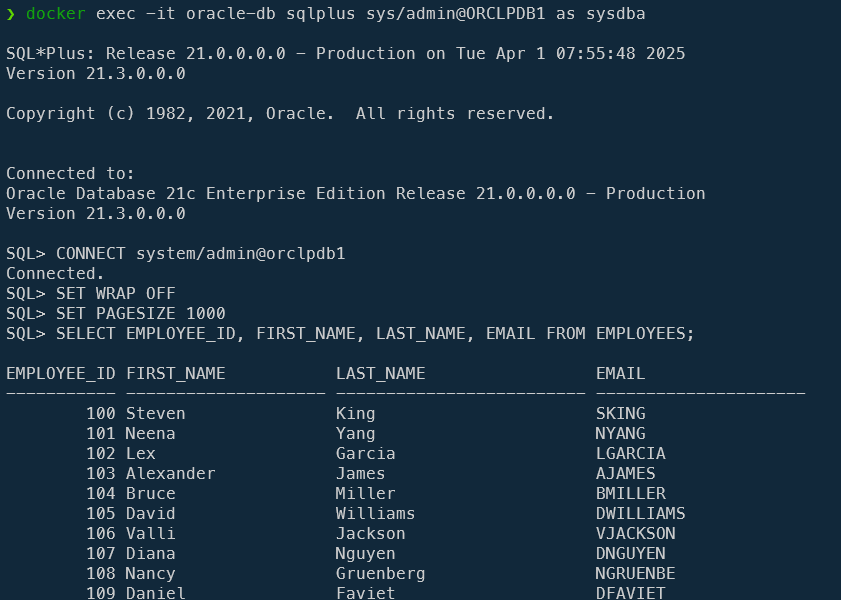 ❯ docker exec -it oracle-db sqlplus sys/admin@ORCLPDB1 as sysdba
SQL*Plus: Release 21.0.0.0.0 - Production on Tue Apr 1 07:55:48 2025
Version 21.3.0.0.0
Copyright (c) 1982, 2021, Oracle.  All rights reserved.
Connected to:
Oracle Database 21c Enterprise Edition Release 21.0.0.0.0 - Production
Version 21.3.0.0.0
SQL> CONNECT system/admin@orclpdb1
Connected.
SQL> SET WRAP OFF
SQL> SET PAGESIZE 1000
SQL> SELECT EMPLOYEE_ID, FIRST_NAME, LAST_NAME, EMAIL FROM EMPLOYEES;
EMPLOYEE_ID FIRST_NAME           LAST_NAME                 EMAIL
----------- -------------------- ------------------------- ---------------------
        100 Steven               King                      SKING
        101 Neena                Yang                      NYANG
        102 Lex                  Garcia                    LGARCIA
        103 Alexander            James                     AJAMES
        104 Bruce                Miller                    BMILLER
        105 David                Williams                  DWILLIAMS
        106 Valli                Jackson                   VJACKSON
        107 Diana                Nguyen                    DNGUYEN
        108 Nancy                Gruenberg                 NGRUENBE
        109 Daniel               Faviet                    DFAVIET